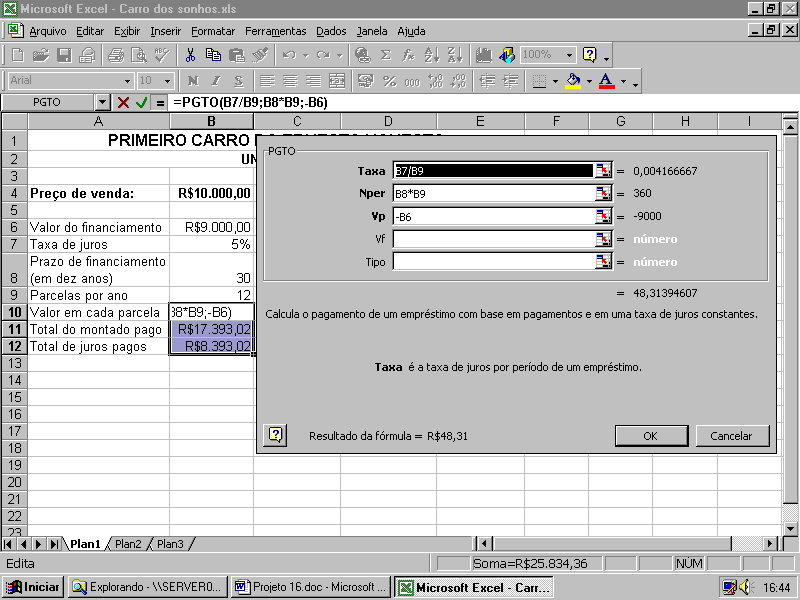 Microsoft Excel - Carro dos sonhos.xls
Arquivo Editar Exibir Inserir Formatar Ferramentas Dados Janela Ajuda
100%
Arial 10 N I S
PGTO =PGTO(B7/B9;B8*B9;-B6)
A B C D E F G H I
1 PRIMEIRO CARRO
2 UN
3
4 Preço de venda: R$10.000,00
5
6 Valor do financiamento R$9.000,00
7 Taxa de juros 5%
Prazo de financiamento
8 (em dez anos) 30
9 Parcelas por ano 12
10 Valor em cada parcela B8*B9;-B6)
11 Total do montado pago R$17.393,02
12 Total de juros pagos R$8.393,02
13
14
15
16
17
18
19
20
21
22
23
PGTO
Taxa B7/B9 = 0,004166667
Nper B8*B9 = 360
Vp -B6 = -9000
Vf = número
Tipo = número
= 48,31394607
Calcula o pagamento de um empréstimo com base em pagamentos e em uma taxa de juros constantes.
Taxa é a taxa de juros por período de um empréstimo.
Resultado da fórmula = R$48,31
OK Cancelar
Plan1 Plan2 Plan3
Edita Soma=R$25.834,36 NÚM
Iniciar Explorando - \\SERVER0... Projeto 16.doc - Microsoft ... Microsoft Excel - Carr... 16:44